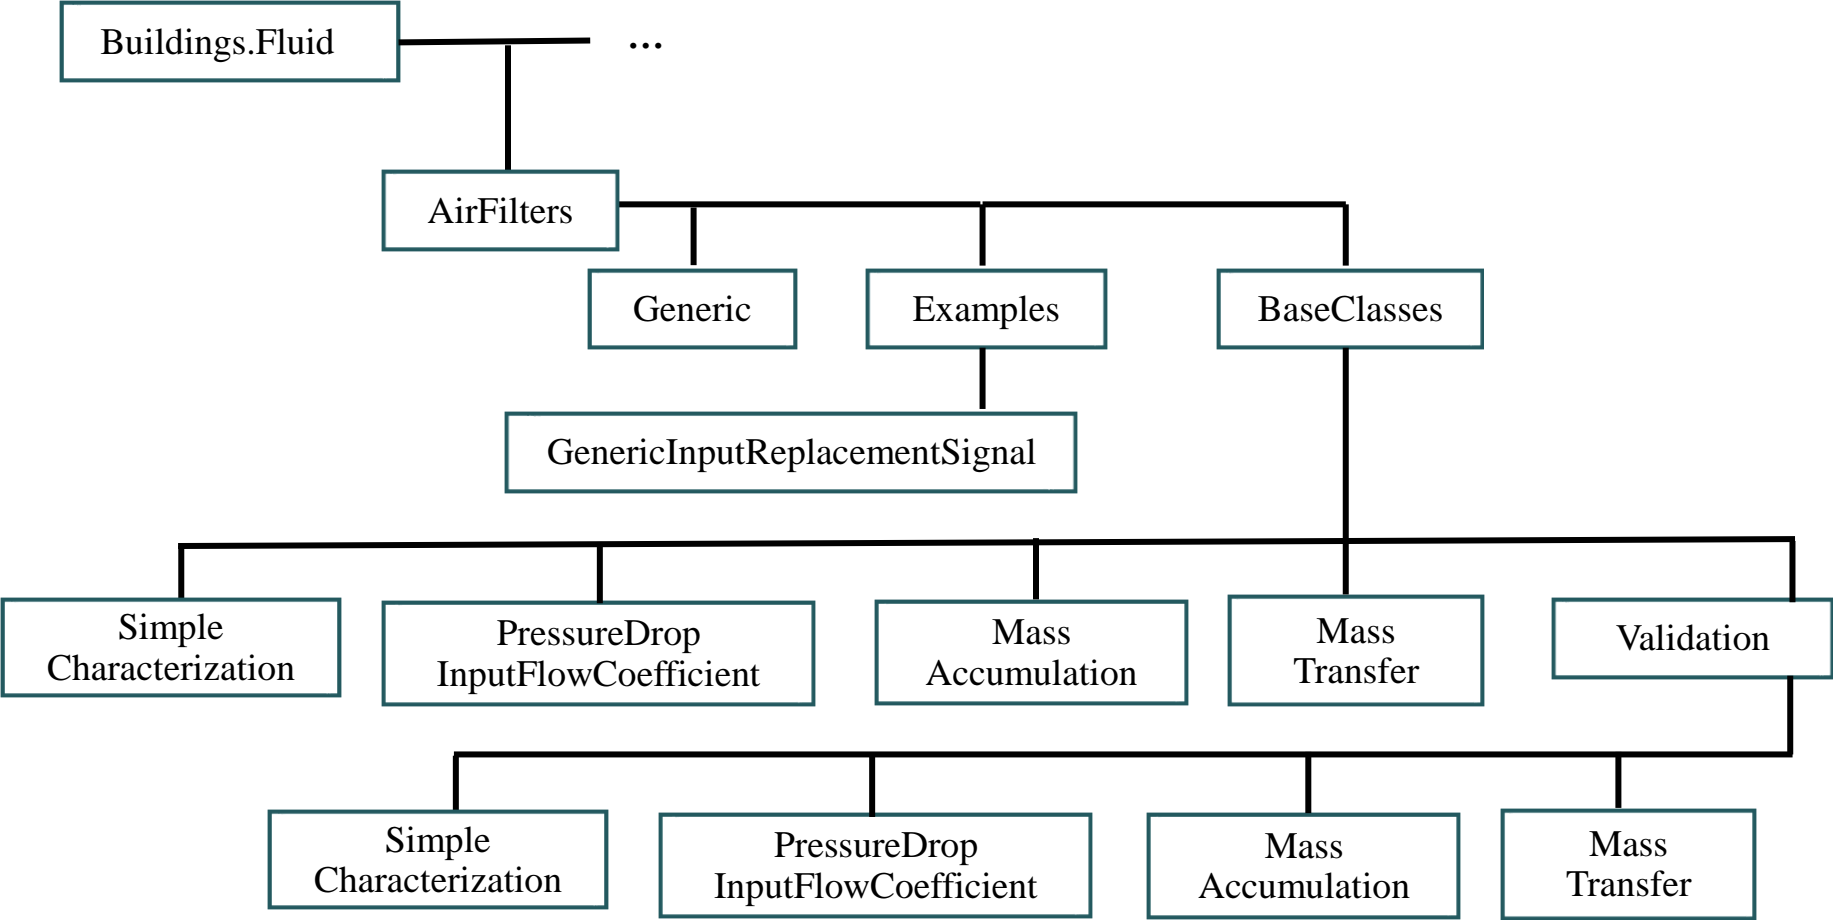 Buildings.Fluid
...
AirFilters
Generic
Examples
BaseClasses
GenericInputReplacementSignal
Simple
Characterization
PressureDrop
InputFlowCoefficient
Mass
Accumulation
Mass
Transfer
Validation
Simple
Characterization
PressureDrop
InputFlowCoefficient
Mass
Accumulation
Mass
Transfer